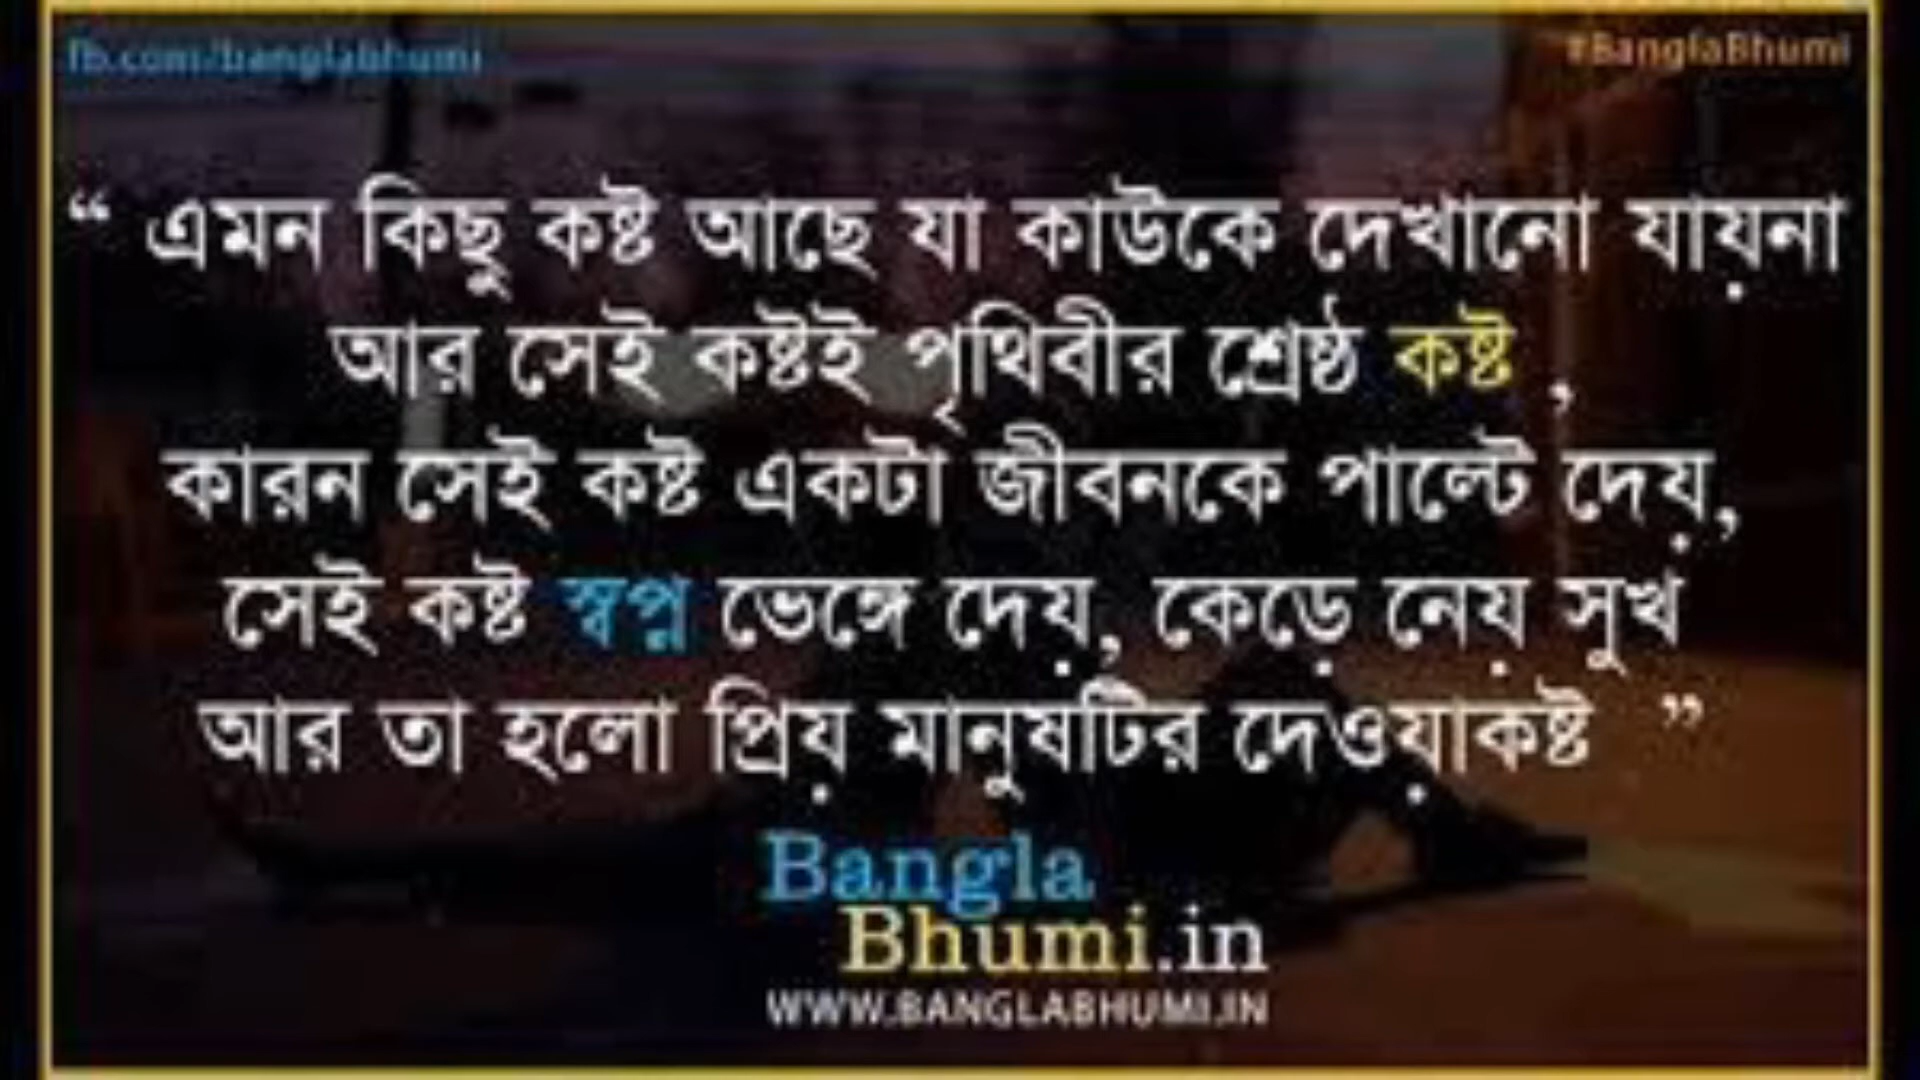 fb.com/banglabhumi
#BanglaBhumi
“ এমন কিছু কষ্ট আছে যা কাউকে দেখানো যায়না
আর সেই কষ্টই পৃথিবীর শ্রেষ্ঠ কষ্ট ,
কারন সেই কষ্ট একটা জীবনকে পাল্টে দেয়,
সেই কষ্ট স্বপ্ন ভেঙ্গে দেয়, কেড়ে নেয় সুখ
আর তা হলো প্রিয় মানুষটির দেওয়াকষ্ট ”
Bangla
Bhumi.in
WWW.BANGLABHUMI.IN